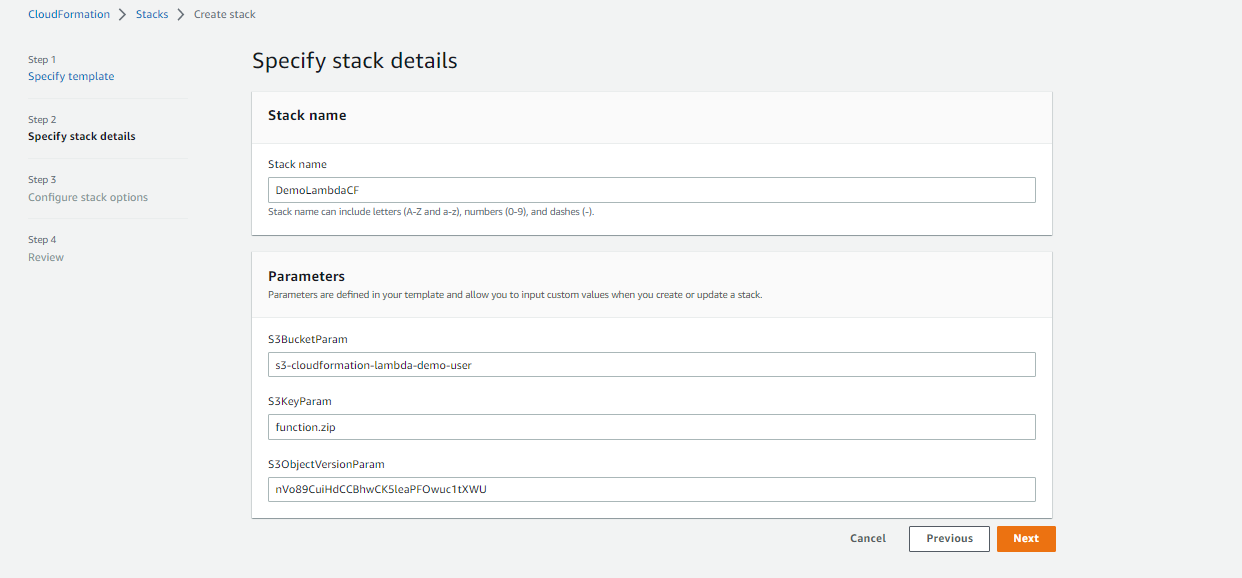 CloudFormation > Stacks > Create stack
Step 1
Specify template
Step 2
Specify stack details
Step 3
Configure stack options
Step 4
Review
Specify stack details
Stack name
Stack name
DemoLambdaCF
Stack name can include letters (A-Z and a-z), numbers (0-9), and dashes (-).
Parameters
Parameters are defined in your template and allow you to input custom values when you create or update a stack.
S3BucketParam
s3-cloudformation-lambda-demo-user
S3KeyParam
function.zip
S3ObjectVersionParam
nVo89CuiHdCCBhwCK5leaPFOwuc1tXWU
Cancel Previous Next